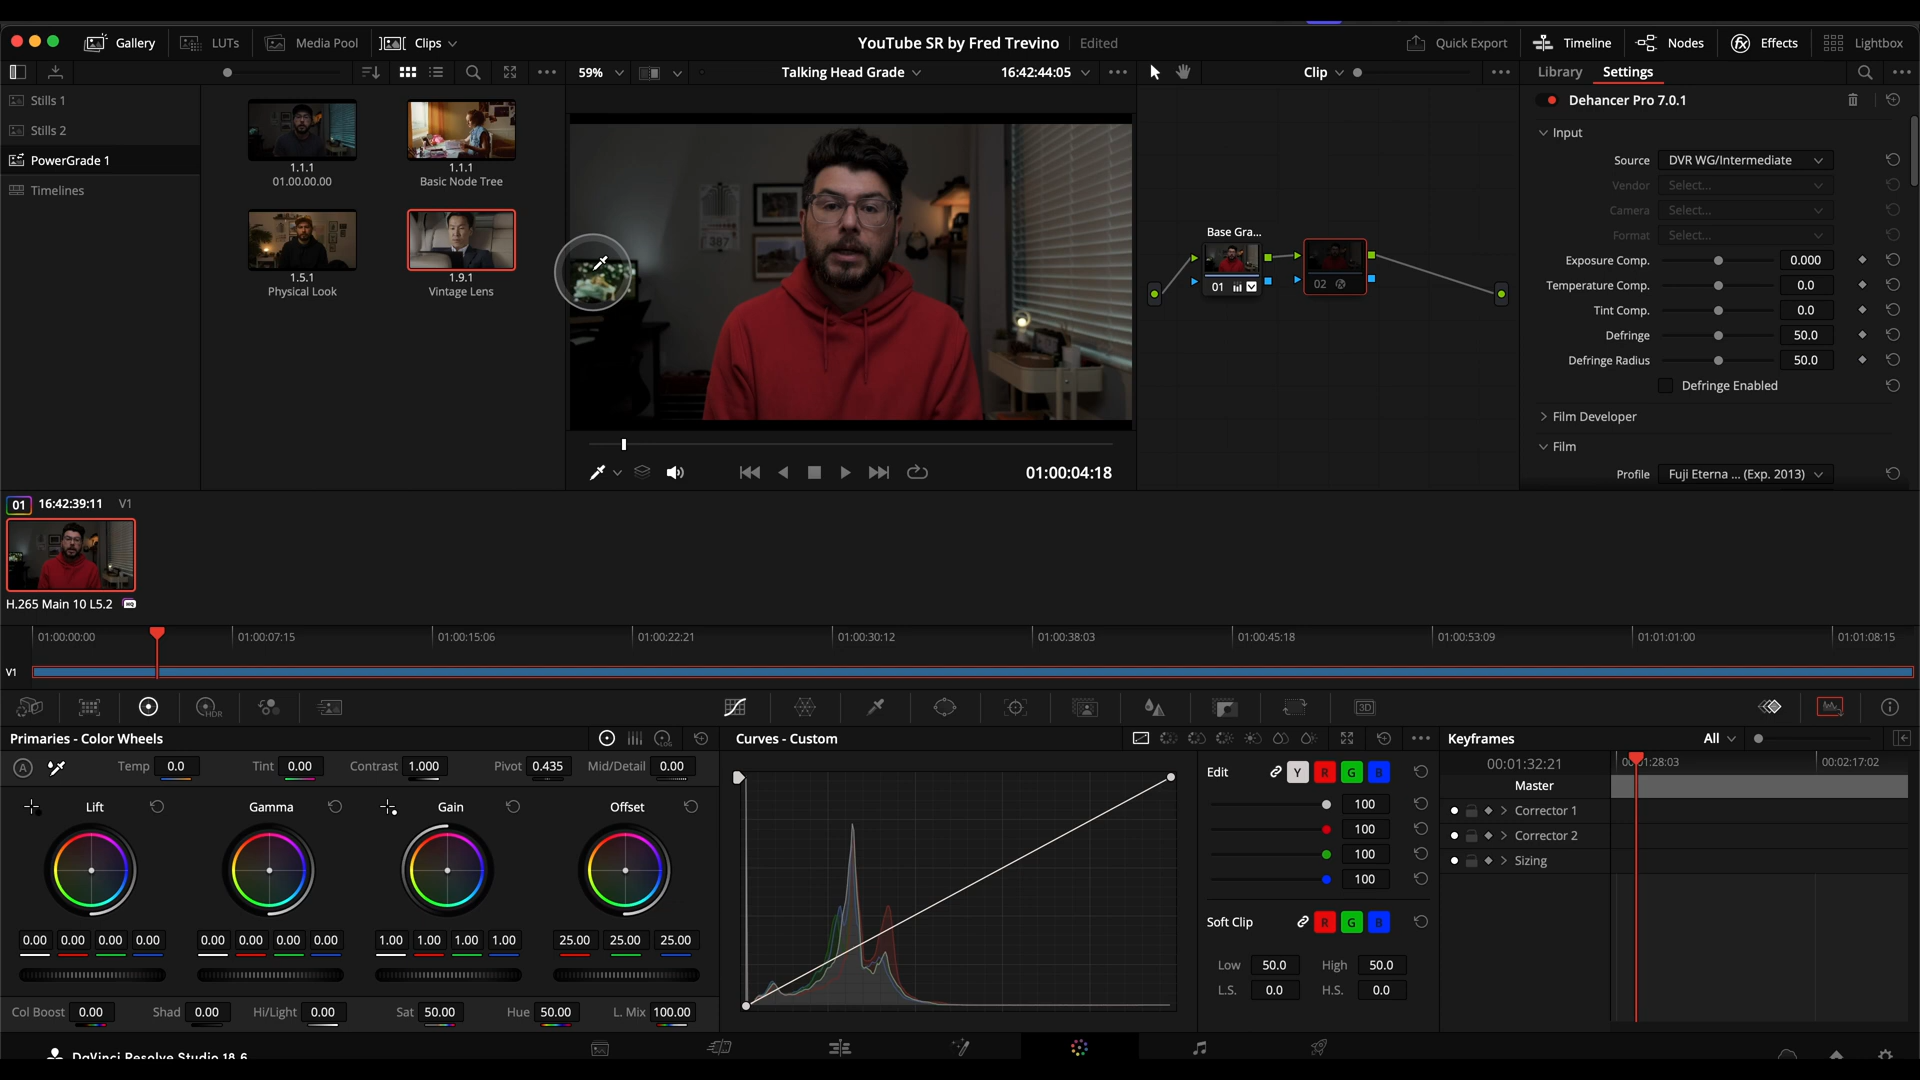 Gallery LUTs Media Pool Clips YouTube SR by Fred Trevino Edited Quick Export Timeline Nodes Effects Lightbox
59% Talking Head Grade 16:42:44:05 Clip Library Settings
Stills 1
Stills 2
PowerGrade 1
Timelines
1.1.1
01.00.00.00
1.1.1
Basic Node Tree
1.5.1
Physical Look
1.9.1
Vintage Lens
387
01:00:04:18
Base Gra...
01
02
Dehancer Pro 7.0.1
Input
Source DVR WG/Intermediate
Vendor Select...
Camera Select...
Format Select...
Exposure Comp. 0.000
Temperature Comp. 0.0
Tint Comp. 0.0
Defringe 50.0
Defringe Radius 50.0
Defringe Enabled
Film Developer
Film
Profile Fuji Eterna ... (Exp. 2013)
01 16:42:39:11 V1
H.265 Main 10 L5.2 HQ
01:00:00:00 01:00:07:15 01:00:15:06 01:00:22:21 01:00:30:12 01:00:38:03 01:00:45:18 01:00:53:09 01:01:01:00 01:01:08:15
V1
HDR
3D
Primaries - Color Wheels
LOG
A Temp 0.0 Tint 0.00 Contrast 1.000 Pivot 0.435 Mid/Detail 0.00
Lift Gamma Gain Offset
0.00 0.00 0.00 0.00 0.00 0.00 0.00 0.00 1.00 1.00 1.00 1.00 25.00 25.00 25.00
Col Boost 0.00 Shad 0.00 Hi/Light 0.00 Sat 50.00 Hue 50.00 L. Mix 100.00
Curves - Custom
Edit Y R G B
100
100
100
100
Soft Clip R G B
Low 50.0 High 50.0
L.S. 0.0 H.S. 0.0
Keyframes All
00:01:32:21 00:01:28:03 00:02:17:02
Master
Corrector 1
Corrector 2
Sizing
DaVinci Resolve Studio 18.6